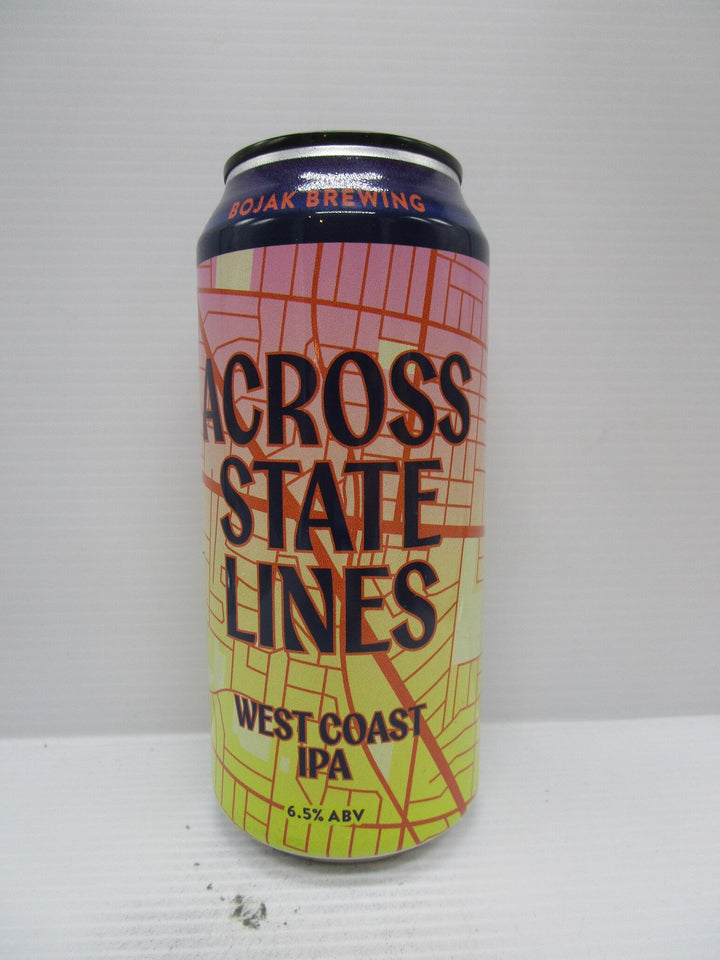 BOJAK BREWING
ACROSS
STATE
LINES
WEST COAST
IPA
6.5% ABV